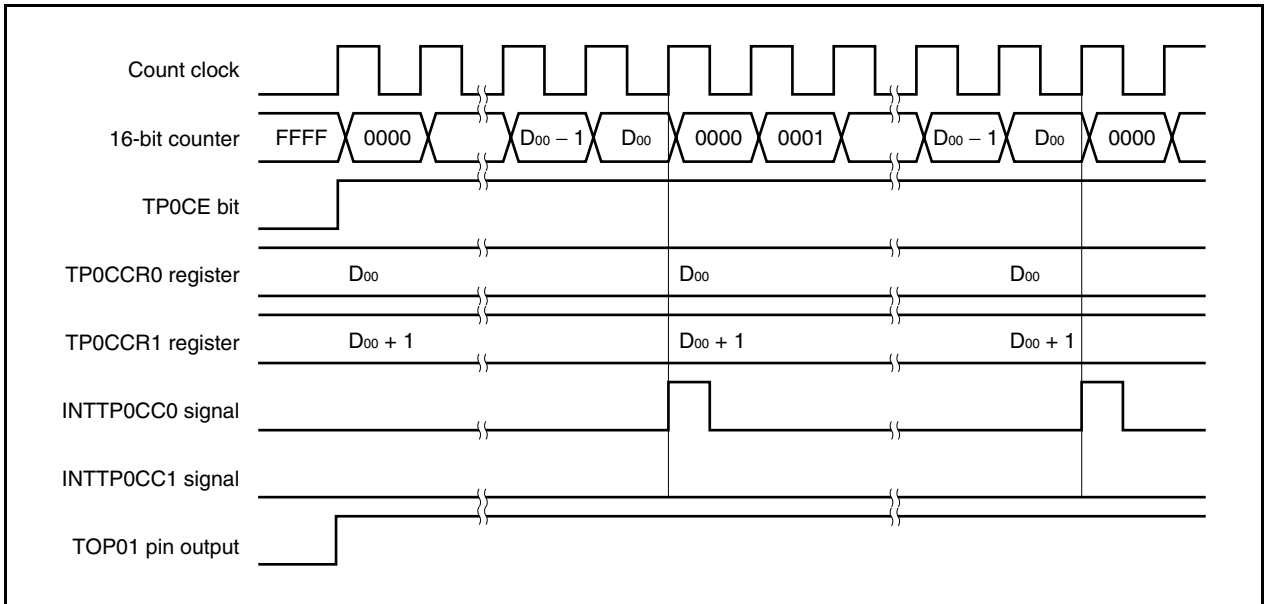 Count clock
16-bit counter FFFF 0000 D00 − 1 D00 0000 0001 D00 − 1 D00 0000
TP0CE bit
TP0CCR0 register D00 D00 D00
TP0CCR1 register D00 + 1 D00 + 1 D00 + 1
INTTP0CC0 signal
INTTP0CC1 signal
TOP01 pin output